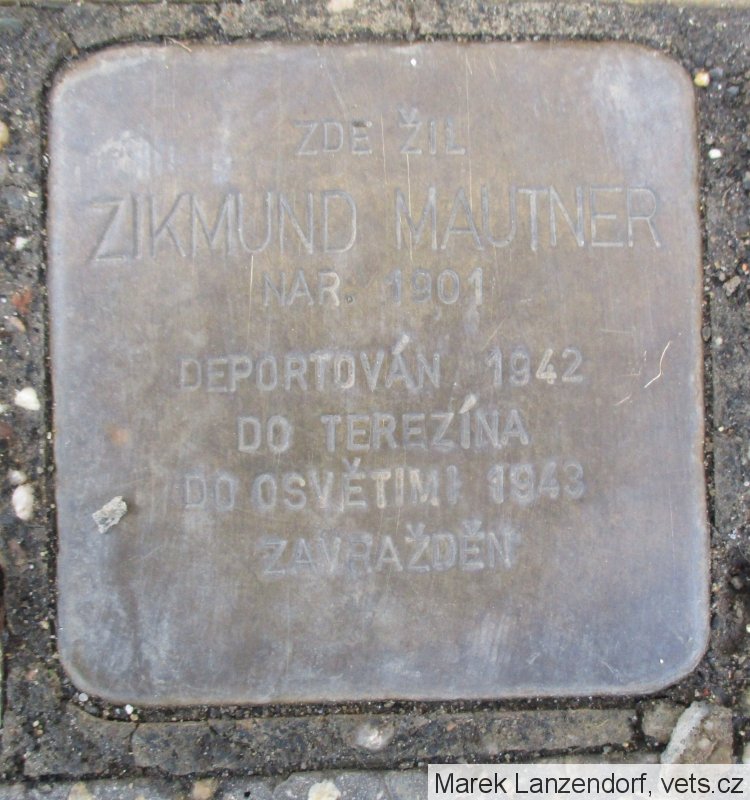 ZDE ŽIL
ZIKMUND MAUTNER
NAR. 1901
DEPORTOVÁN 1942
DO TEREZÍNA
DO OSVĚTIMI 1943
ZAVRAŽDĚN
Marek Lanzendorf, vets.cz